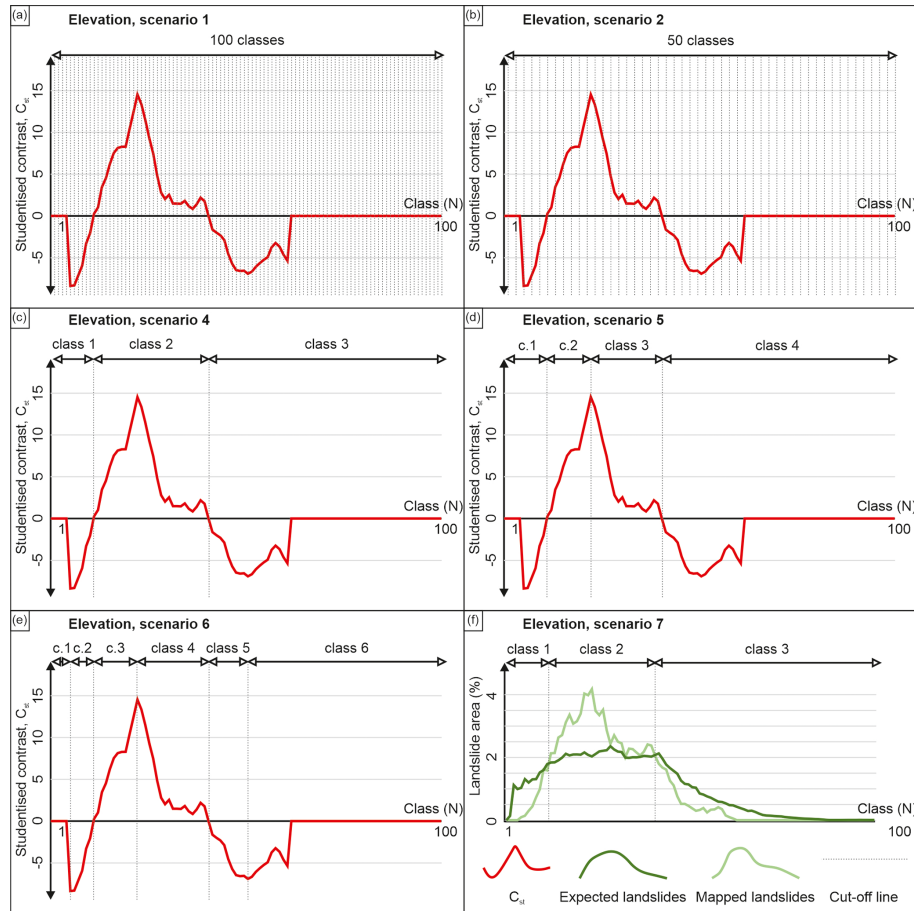 (a) Elevation, scenario 1
100 classes
Studentised contrast, Cst
15
10
5
0
-5
1
Class (N)
100
(b) Elevation, scenario 2
50 classes
Studentised contrast, Cst
15
10
5
0
-5
1
Class (N)
100
(c) Elevation, scenario 4
class 1 class 2 class 3
Studentised contrast, Cst
15
10
5
0
-5
1
Class (N)
100
(d) Elevation, scenario 5
c.1 c.2 class 3 class 4
Studentised contrast, Cst
15
10
5
0
-5
1
Class (N)
100
(e) Elevation, scenario 6
c.1 c.2 c.3 class 4 class 5 class 6
Studentised contrast, Cst
15
10
5
0
-5
1
Class (N)
100
(f) Elevation, scenario 7
class 1 class 2 class 3
Landslide area (%)
4
2
0
1
Class (N)
100
Cst Expected landslides Mapped landslides Cut-off line